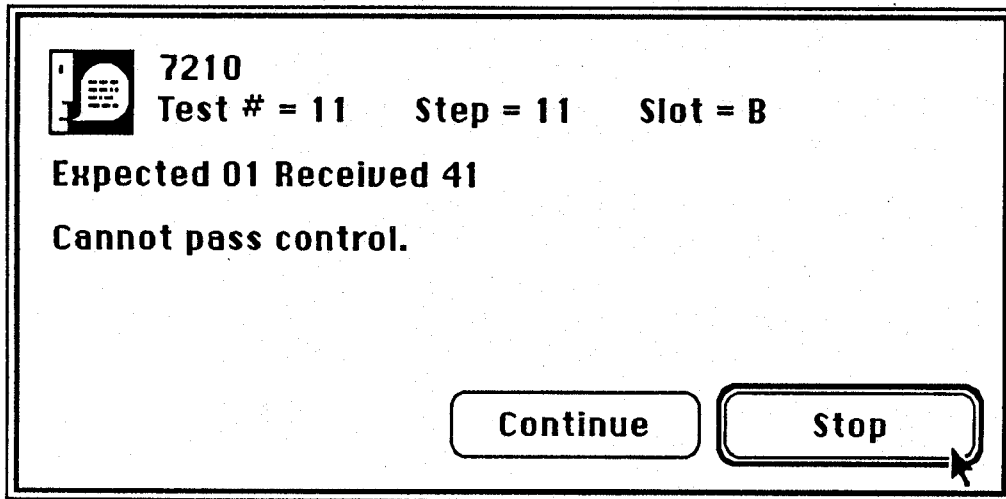 7210
Test # = 11 Step = 11 Slot = B
Expected 01 Received 41
Cannot pass control.
Continue
Stop